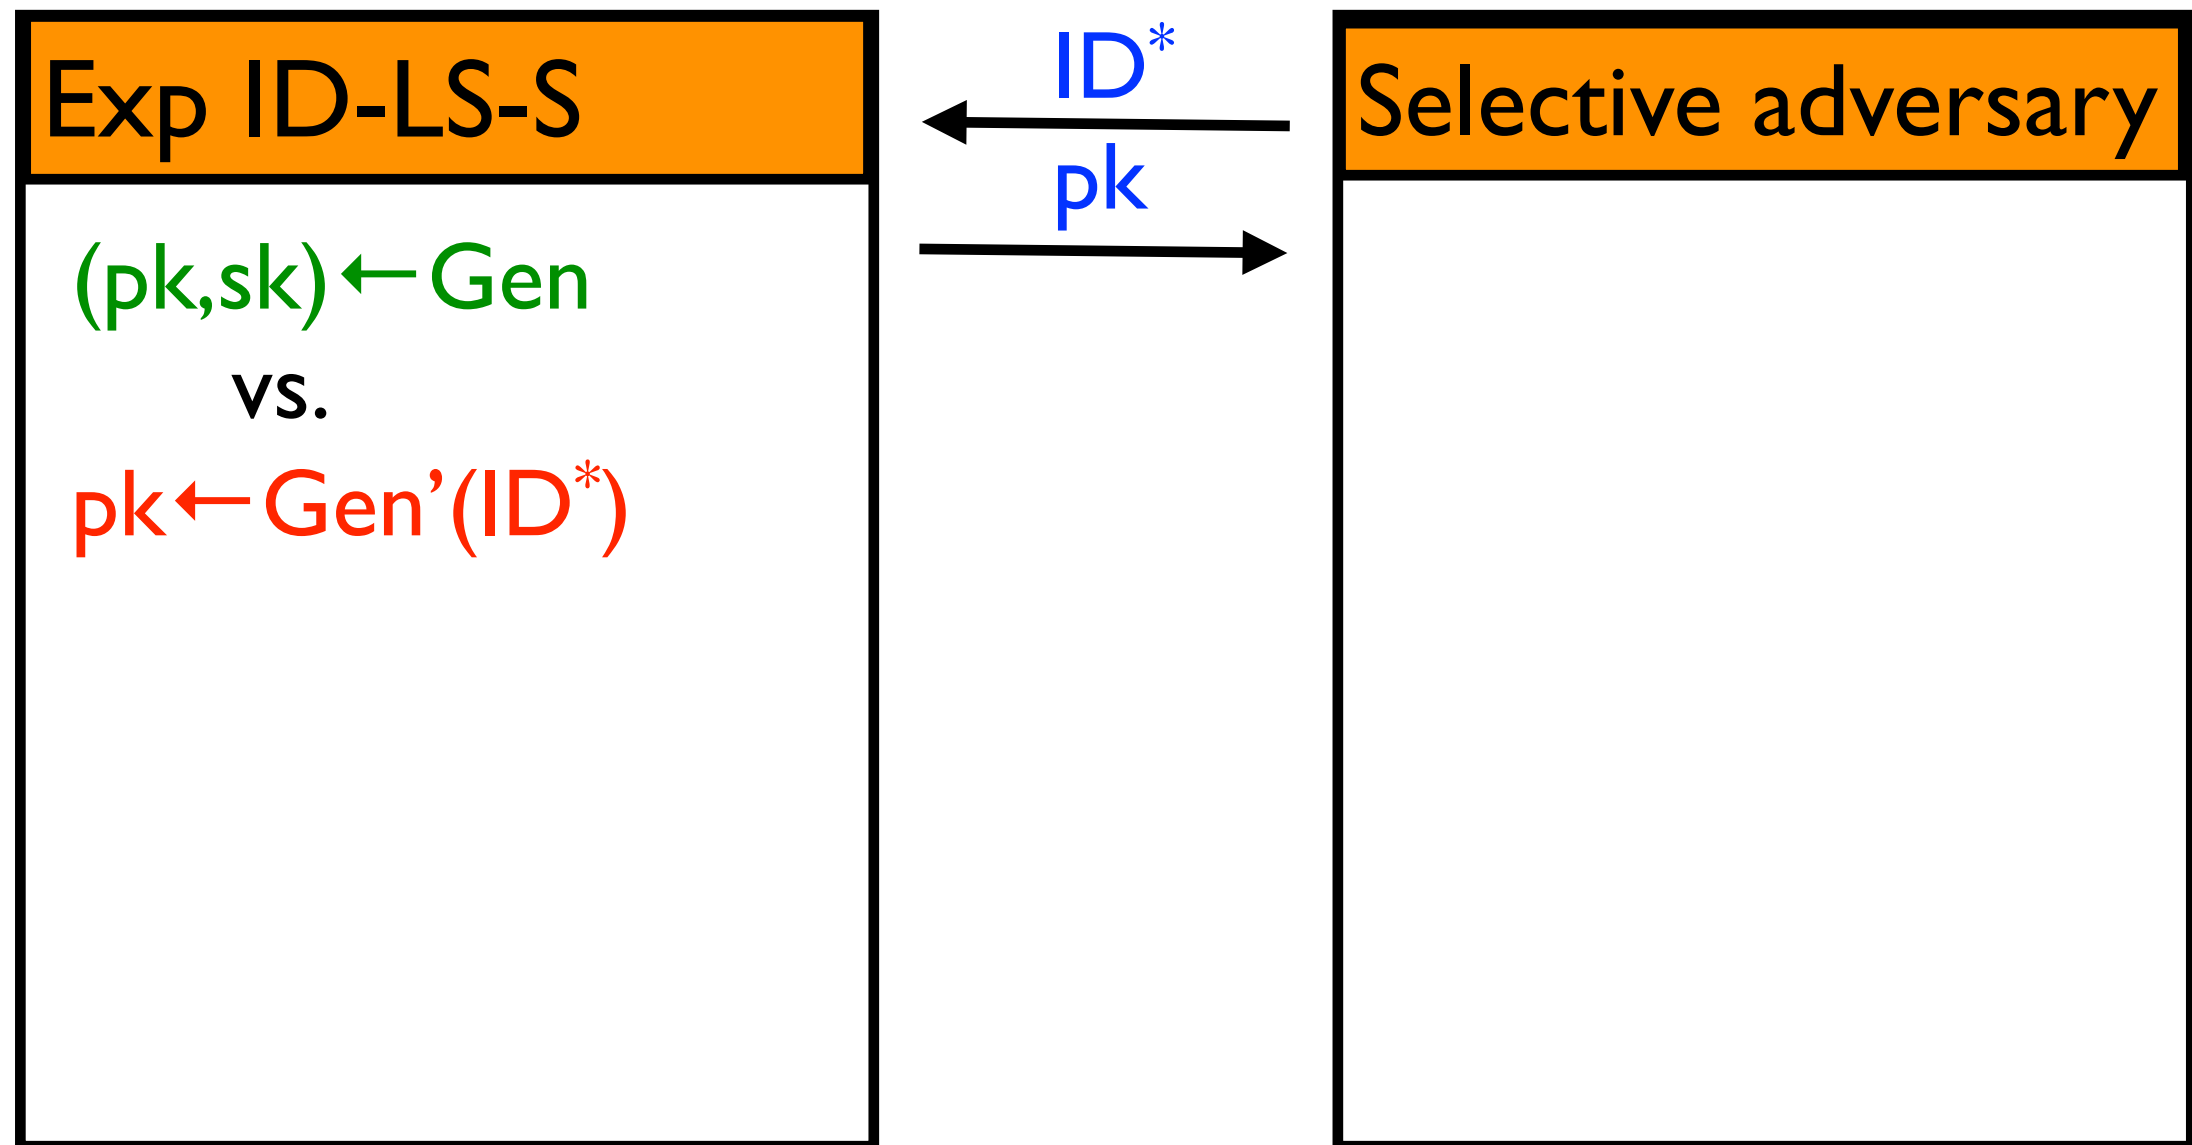 Exp ID-LS-S
(pk,sk)←Gen
vs.
pk←Gen’(ID*)
ID*
pk
Selective adversary